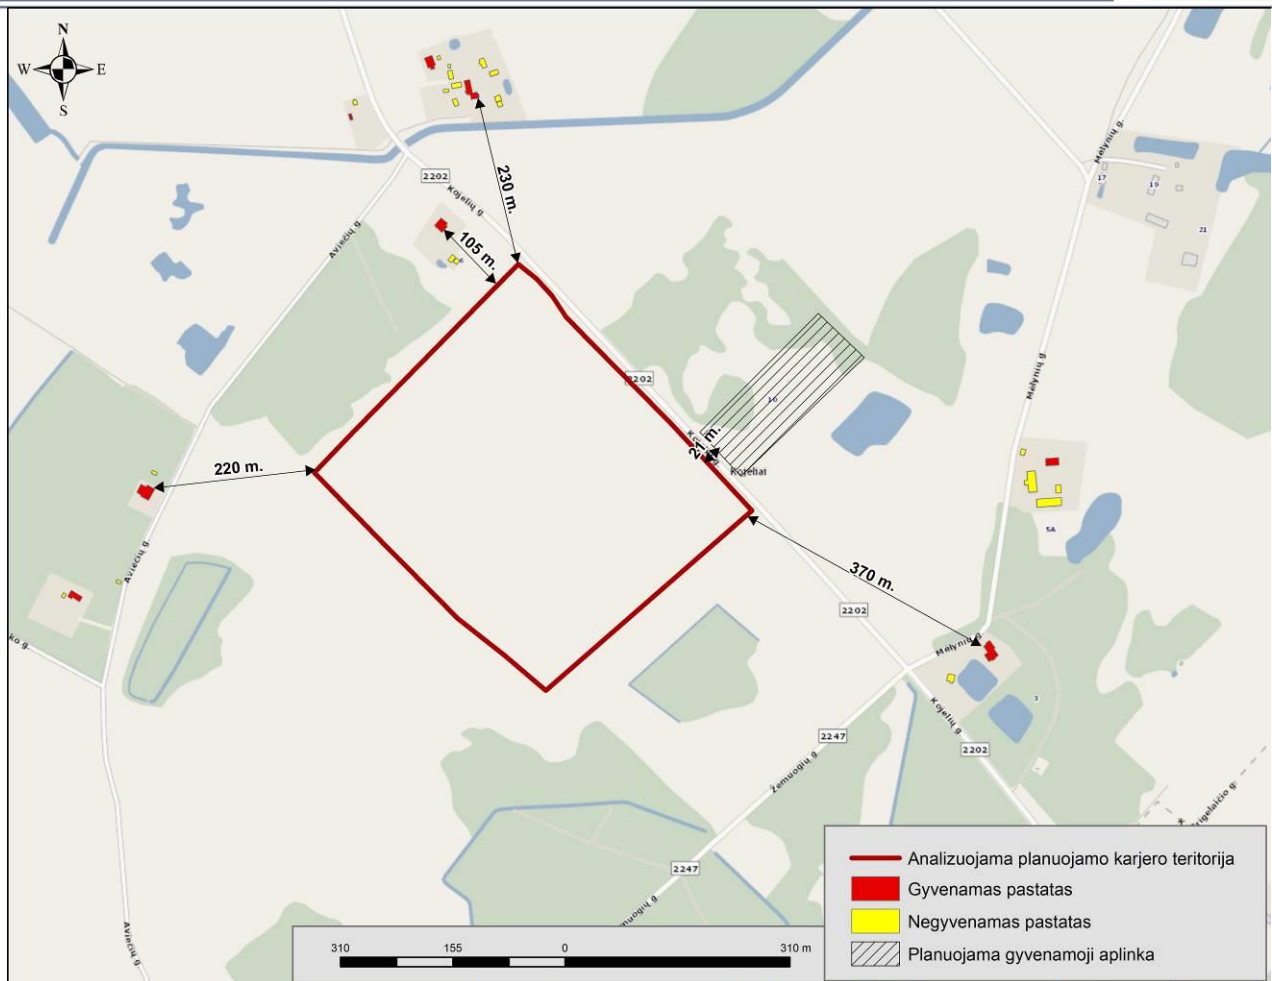 N
W E
S
2202
Kojelių g.
230 m.
105 m.
Aviečių g.
Mėlynių g.
17
19
21
2202
Mėlynių g.
10
21 m.
Kojeliai
220 m.
5A
Aviečių g.
370 m.
2202
ko g.
Mėlynių g.
3
Kojelių g.
2247
2202
Žemuogių g.
2247
Aviečių g.
310 155 0 310 m
Analizuojama planuojamo karjero teritorija
Gyvenamas pastatas
Negyvenamas pastatas
Planuojama gyvenamoji aplinka